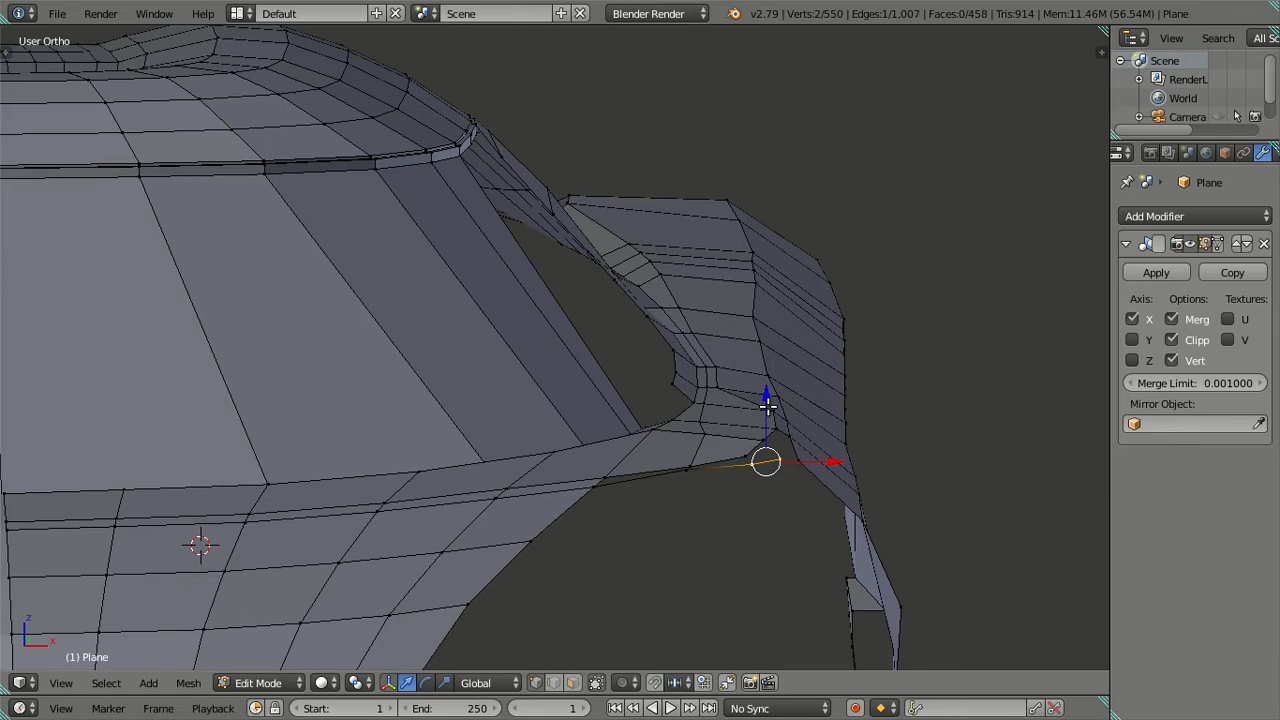 File Render Window Help Default Scene Blender Render v2.79 | Verts:2/550 | Edges:1/1,007 | Faces:0/458 | Tris:914 | Mem:11.46M (56.54M) | Plane
User Ortho
View Search All Sc
Scene
RenderL
World
Camera
Plane
Add Modifier
Apply Copy
Axis: Options: Textures:
X Merg U
Y Clipp V
Z Vert
Merge Limit: 0.001000
Mirror Object:
z
x
(1) Plane
View Select Add Mesh Edit Mode Global
View Marker Frame Playback Start: 1 End: 250 1 No Sync